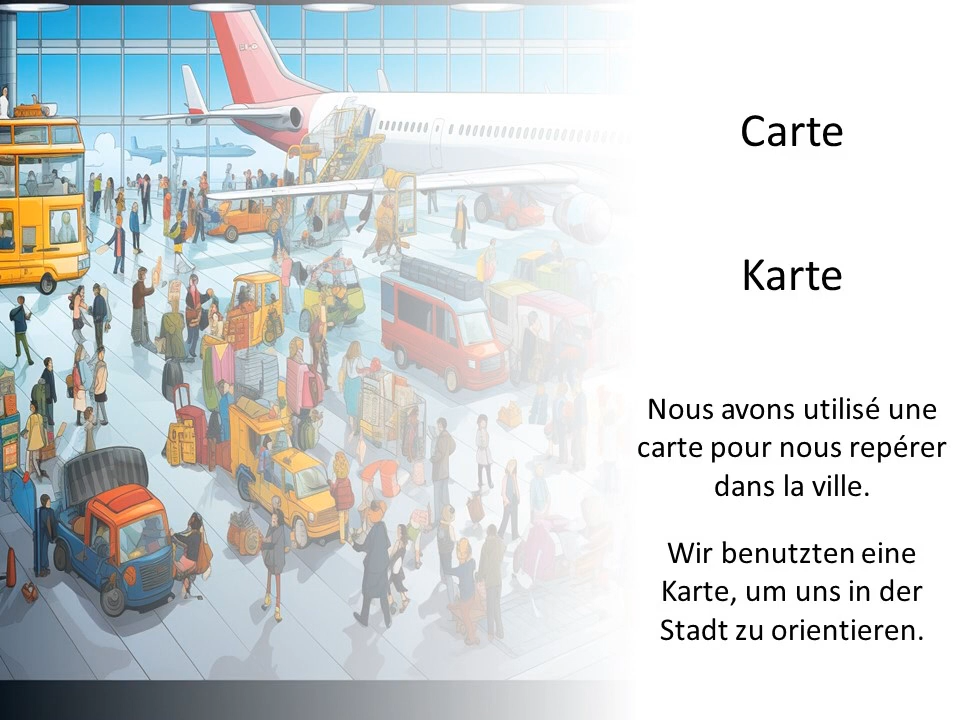 Carte
Karte
Nous avons utilisé une
carte pour nous repérer
dans la ville.
Wir benutzten eine
Karte, um uns in der
Stadt zu orientieren.